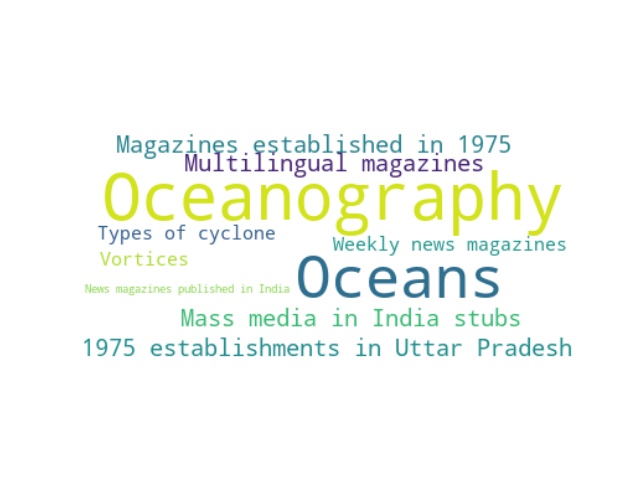 Magazines established in 1975
Multilingual magazines
Oceanography
Types of cyclone
Weekly news magazines
Vortices
Oceans
News magazines published in India
Mass media in India stubs
1975 establishments in Uttar Pradesh